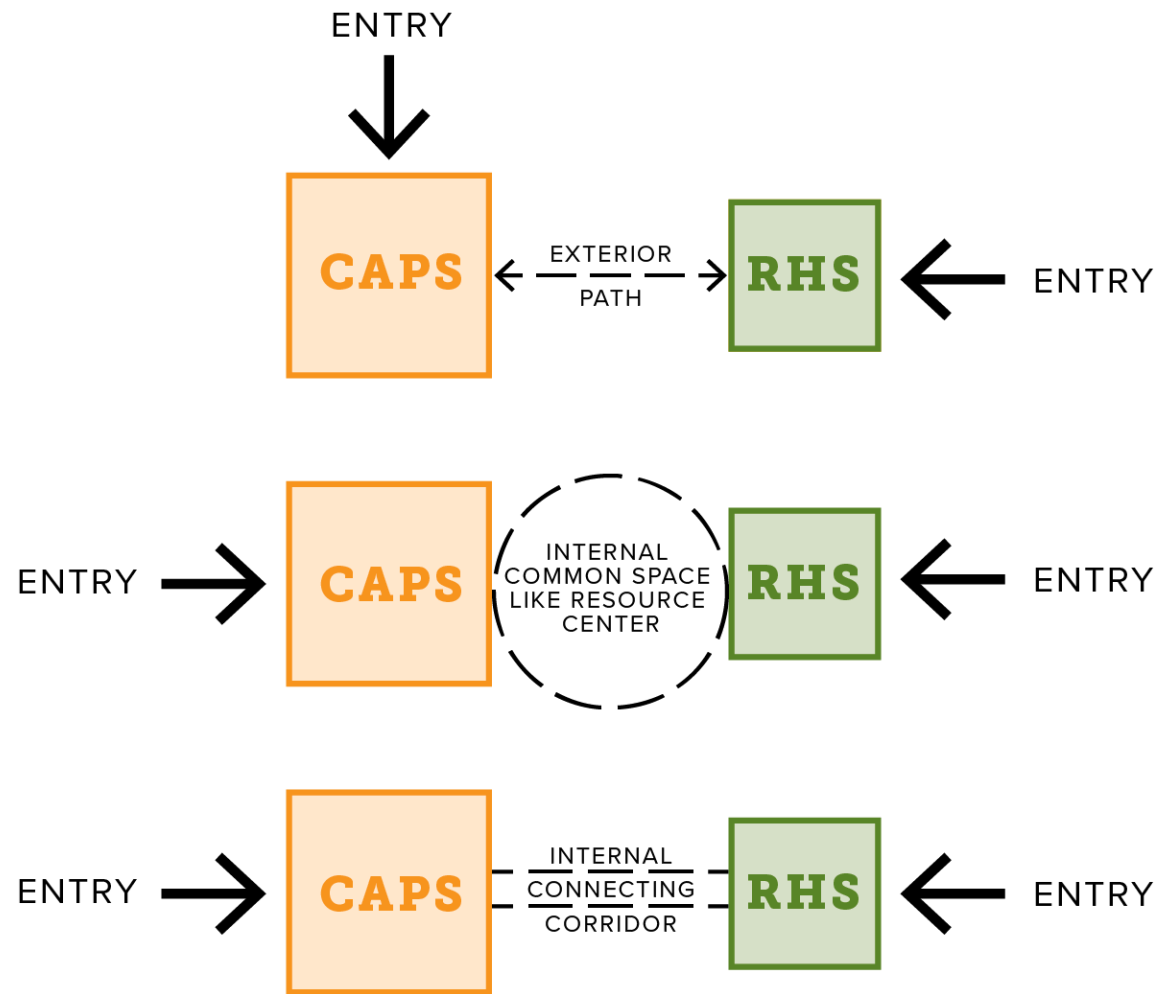 ENTRY
CAPS
EXTERIOR
PATH
RHS
ENTRY
ENTRY
CAPS
INTERNAL
COMMON SPACE
LIKE RESOURCE
CENTER
RHS
ENTRY
ENTRY
CAPS
INTERNAL
CONNECTING
CORRIDOR
RHS
ENTRY